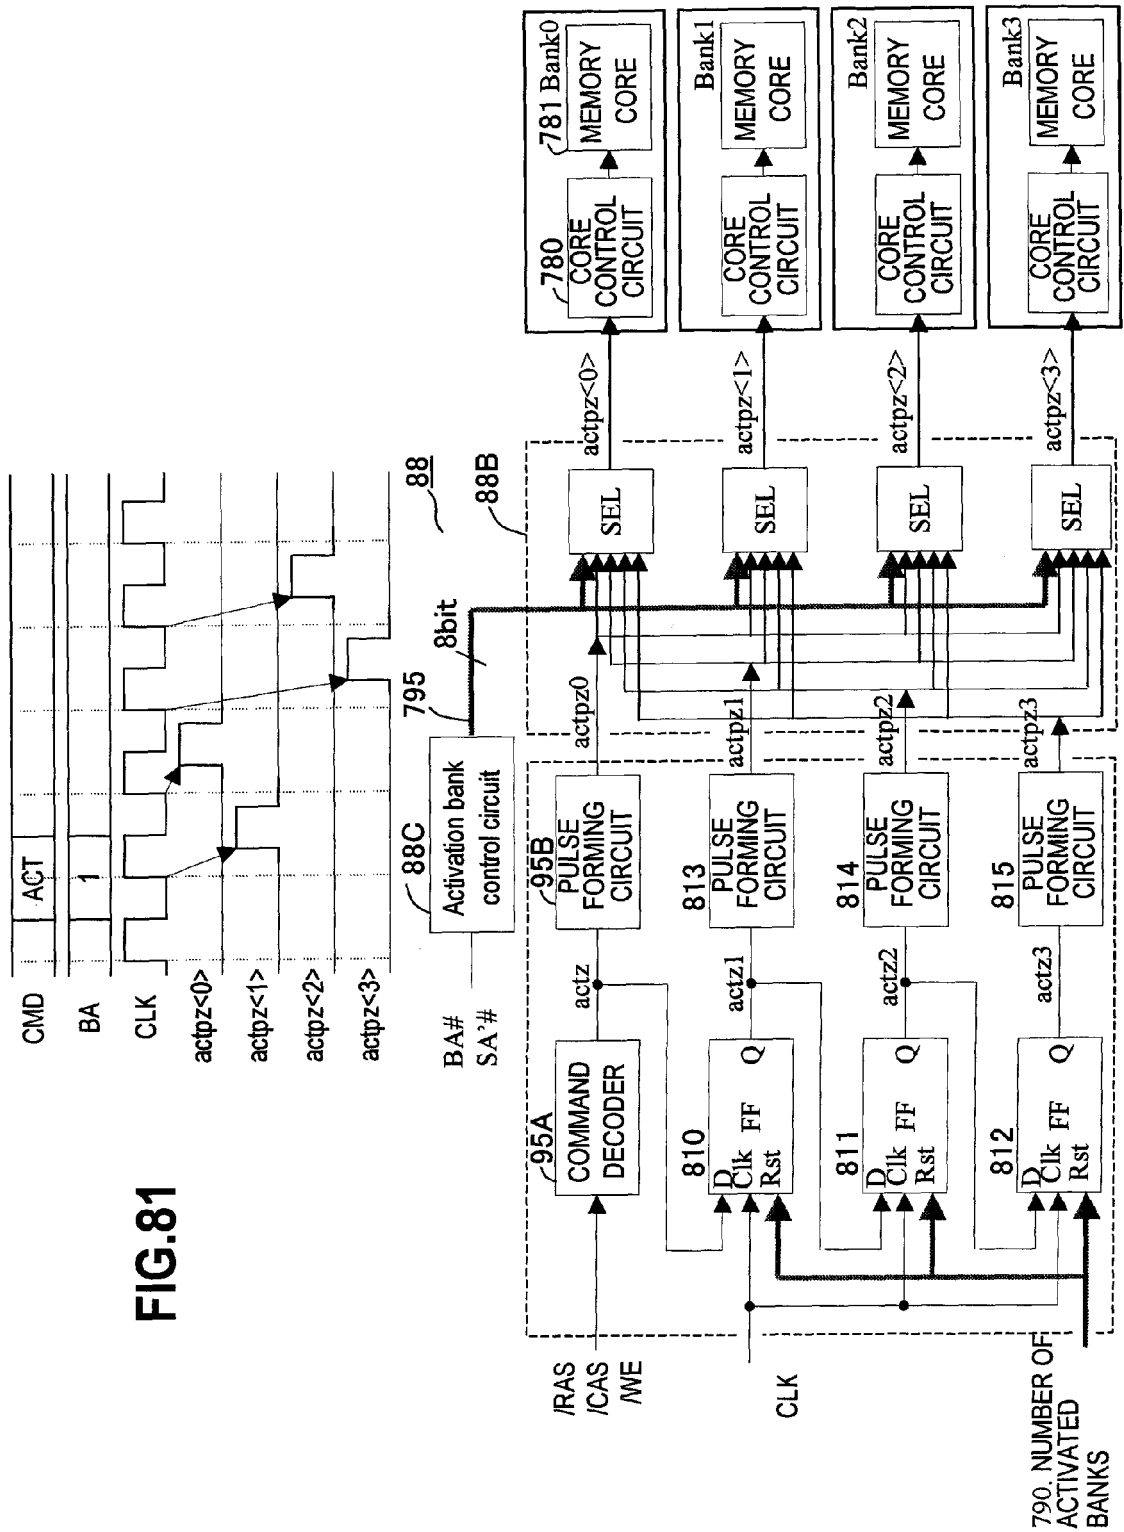 FIG.81
CMD
ACT
BA
1
CLK
actpz<0>
actpz<1>
actpz<2>
actpz<3>
88
BA#
SA'#
88C
Activation bank
control circuit
795
8bit
88B
/RAS
/CAS
/WE
95A
COMMAND
DECODER
actz
95B
PULSE
FORMING
CIRCUIT
actpz0
SEL
actpz<0>
780
CORE
CONTROL
CIRCUIT
781
Bank0
MEMORY
CORE
CLK
810
D
Clk
Rst
FF
Q
actz1
813
PULSE
FORMING
CIRCUIT
actpz1
SEL
actpz<1>
CORE
CONTROL
CIRCUIT
Bank1
MEMORY
CORE
811
D
Clk
Rst
FF
Q
actz2
814
PULSE
FORMING
CIRCUIT
actpz2
SEL
actpz<2>
CORE
CONTROL
CIRCUIT
Bank2
MEMORY
CORE
790. NUMBER OF
ACTIVATED
BANKS
812
D
Clk
Rst
FF
Q
actz3
815
PULSE
FORMING
CIRCUIT
actpz3
SEL
actpz<3>
CORE
CONTROL
CIRCUIT
Bank3
MEMORY
CORE